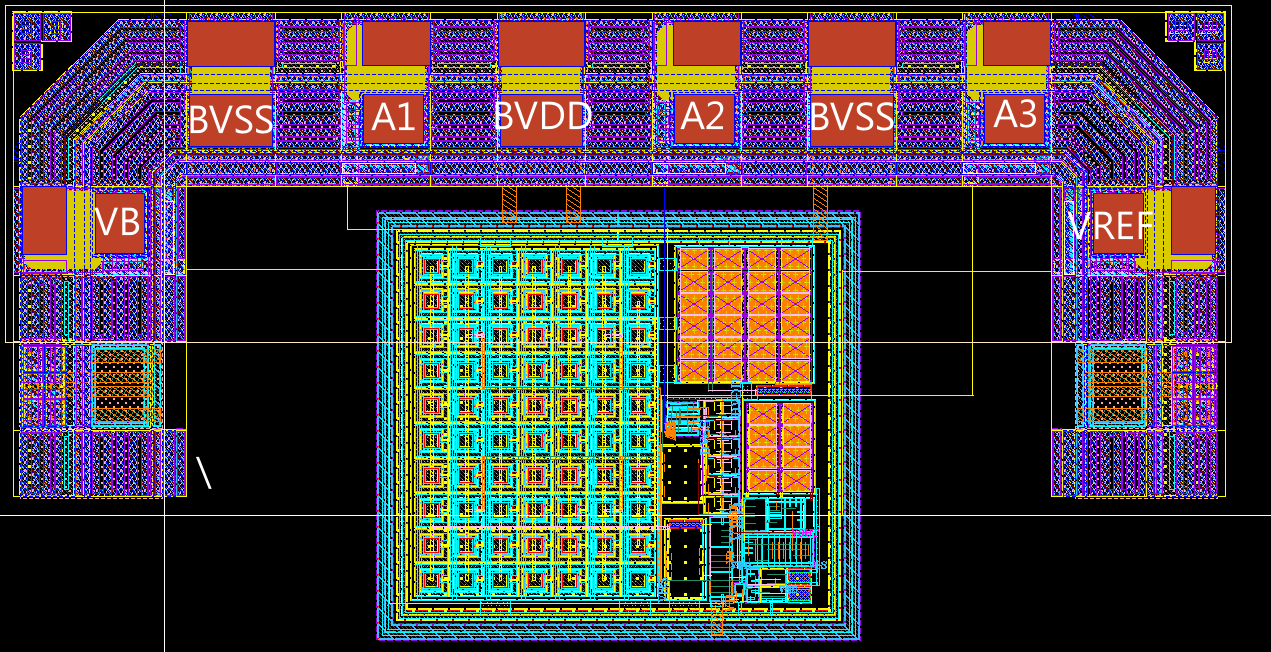 BVSS A1 BVDD A2 BVSS A3
VB VREF
\